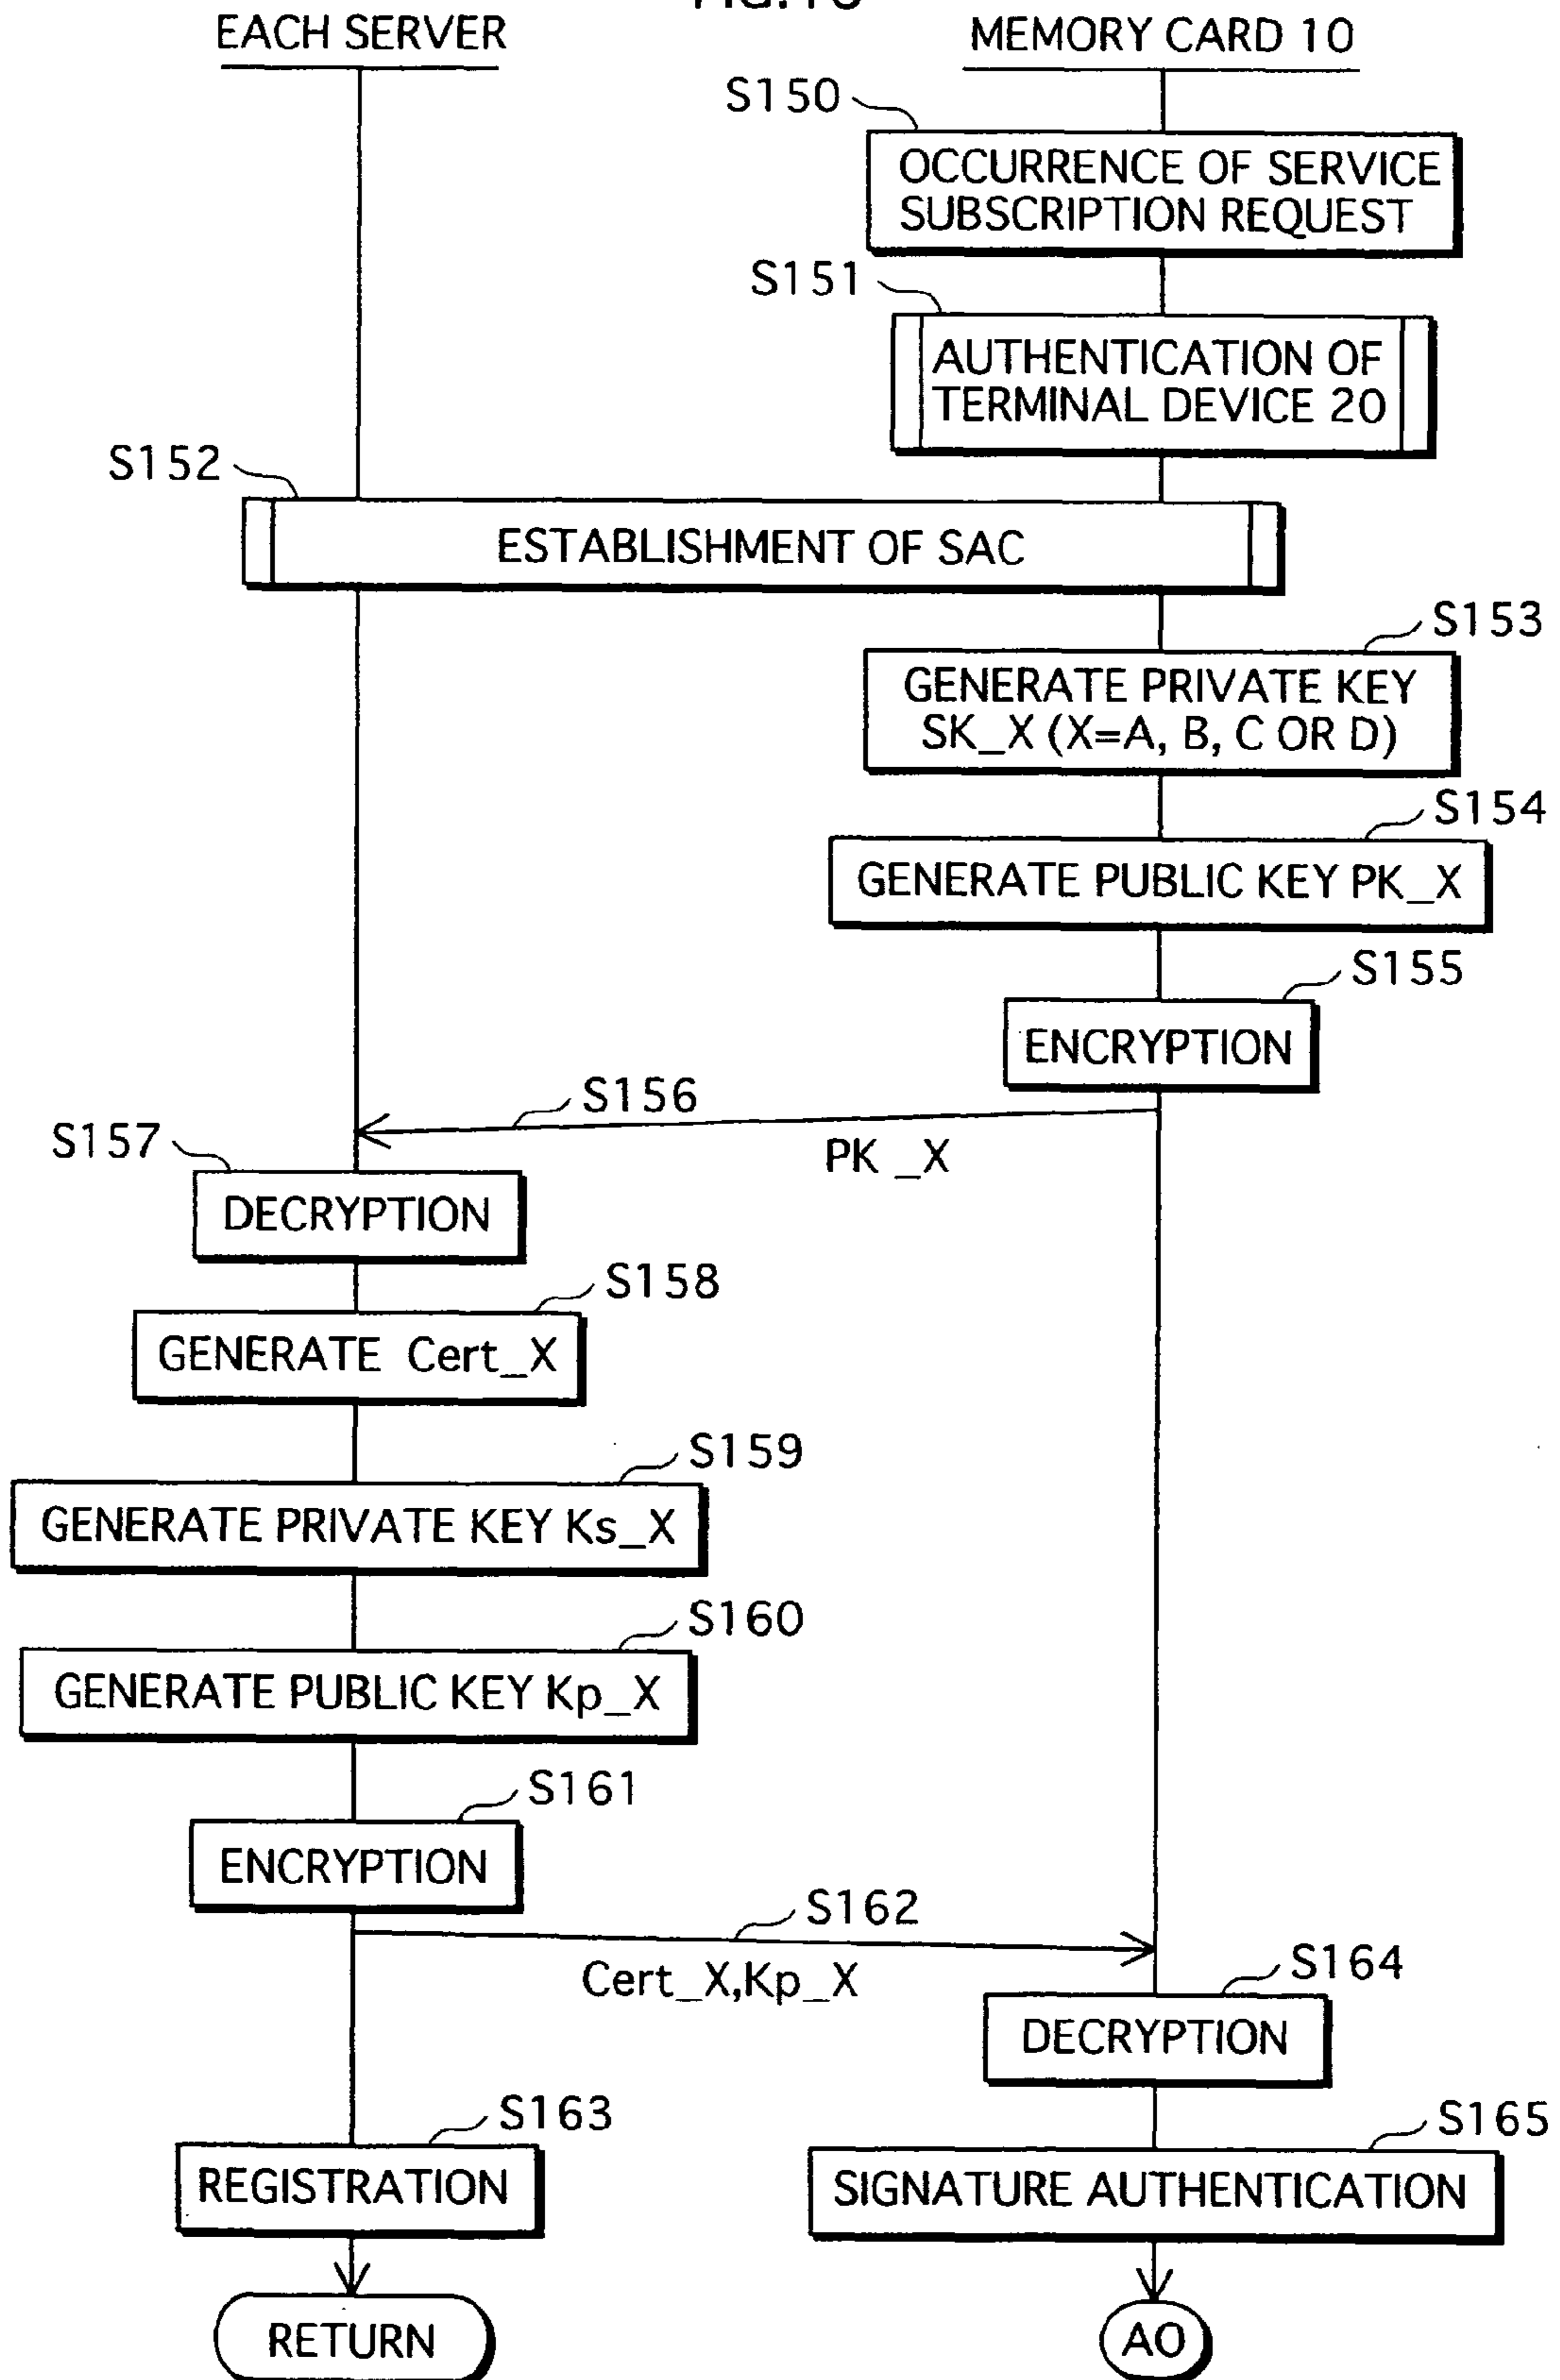 EACH SERVER
MEMORY CARD 10
S150
OCCURRENCE OF SERVICE
SUBSCRIPTION REQUEST
S151
AUTHENTICATION OF
TERMINAL DEVICE 20
S152
ESTABLISHMENT OF SAC
S153
GENERATE PRIVATE KEY
SK_X (X=A, B, C OR D)
S154
GENERATE PUBLIC KEY PK_X
S155
ENCRYPTION
S156
PK _X
S157
DECRYPTION
S158
GENERATE Cert_X
S159
GENERATE PRIVATE KEY Ks_X
S160
GENERATE PUBLIC KEY Kp_X
S161
ENCRYPTION
S162
Cert_X,Kp_X
S164
DECRYPTION
S163
REGISTRATION
S165
SIGNATURE AUTHENTICATION
RETURN
A0